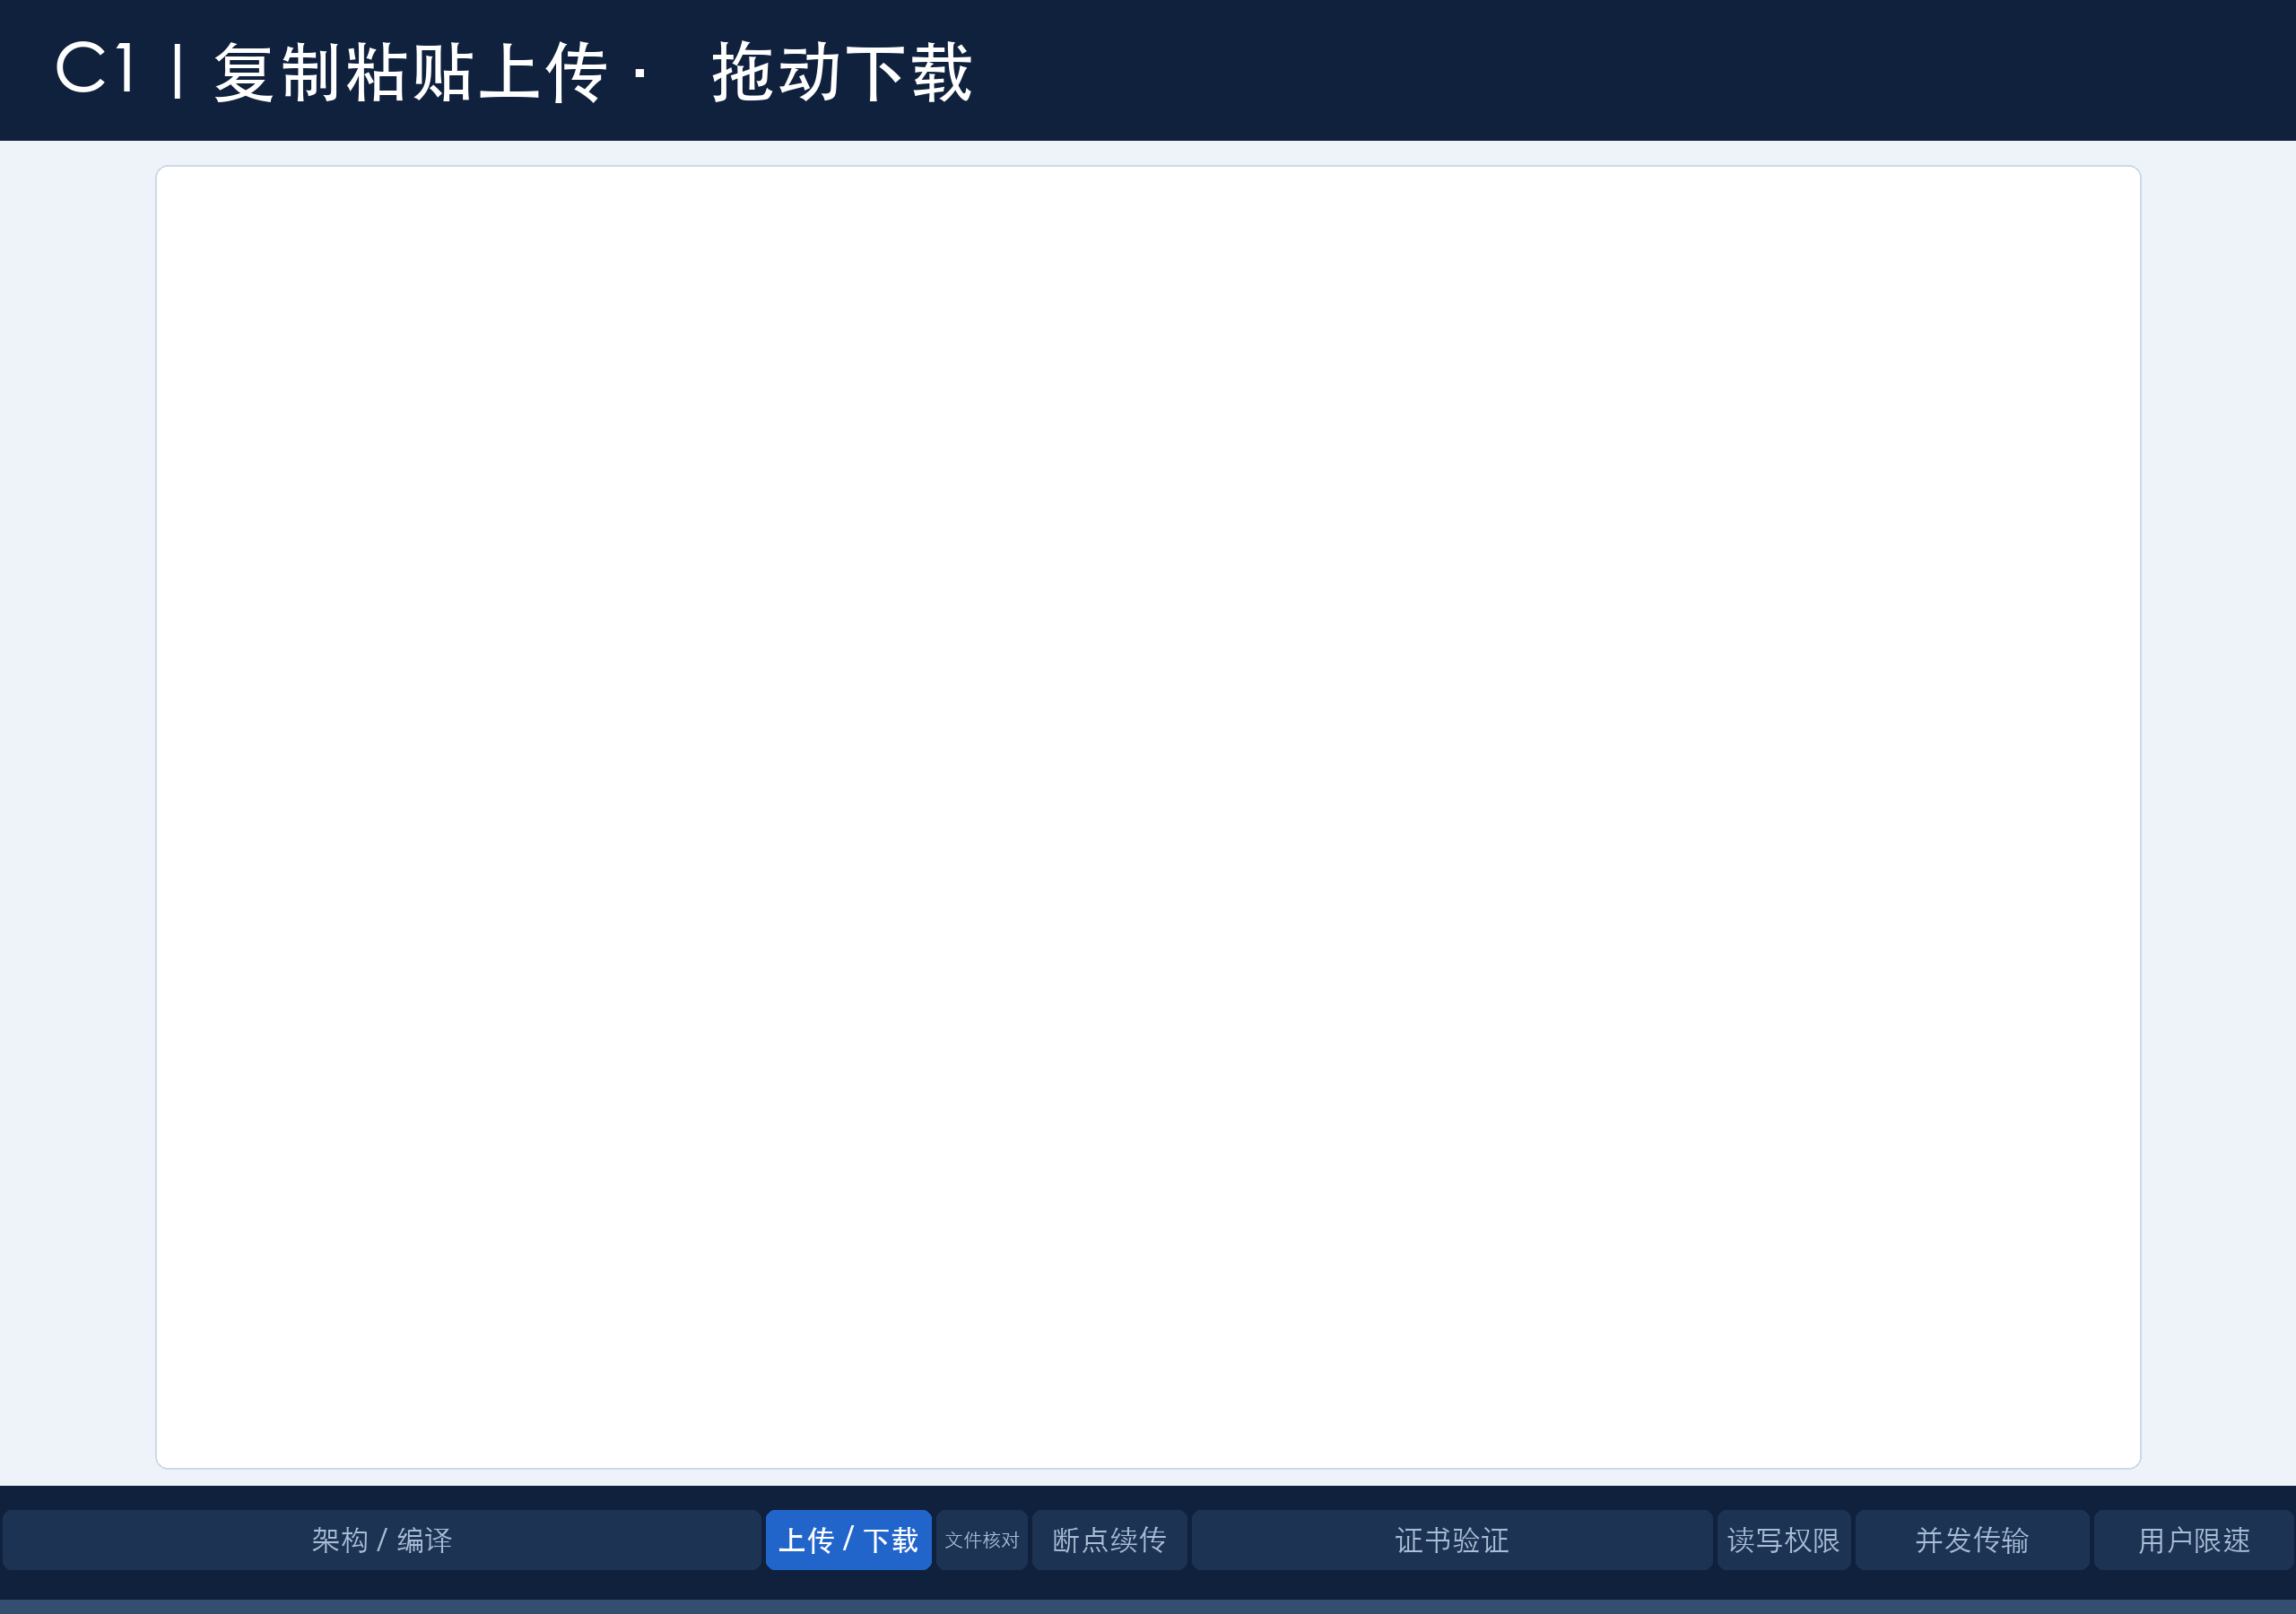 C1 | 复制粘贴上传 · 拖动下载
架构 / 编译
上传 / 下载
文件核对
断点续传
证书验证
读写权限
并发传输
用户限速